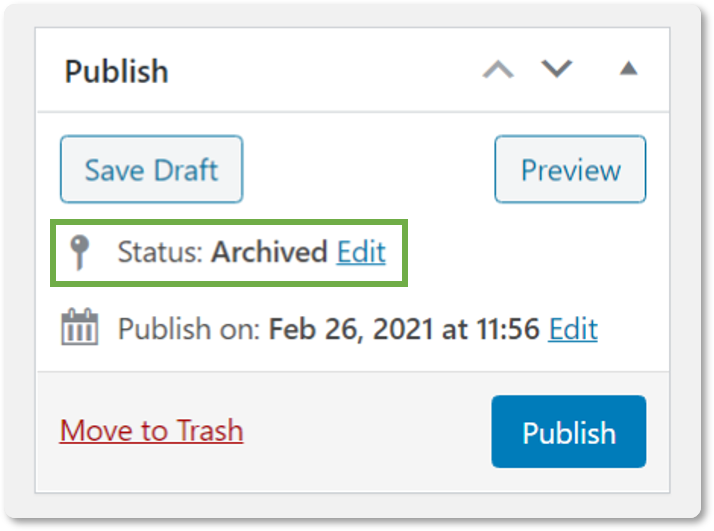 Publish
Save Draft Preview
Status: Archived Edit
Publish on: Feb 26, 2021 at 11:56 Edit
Move to Trash Publish